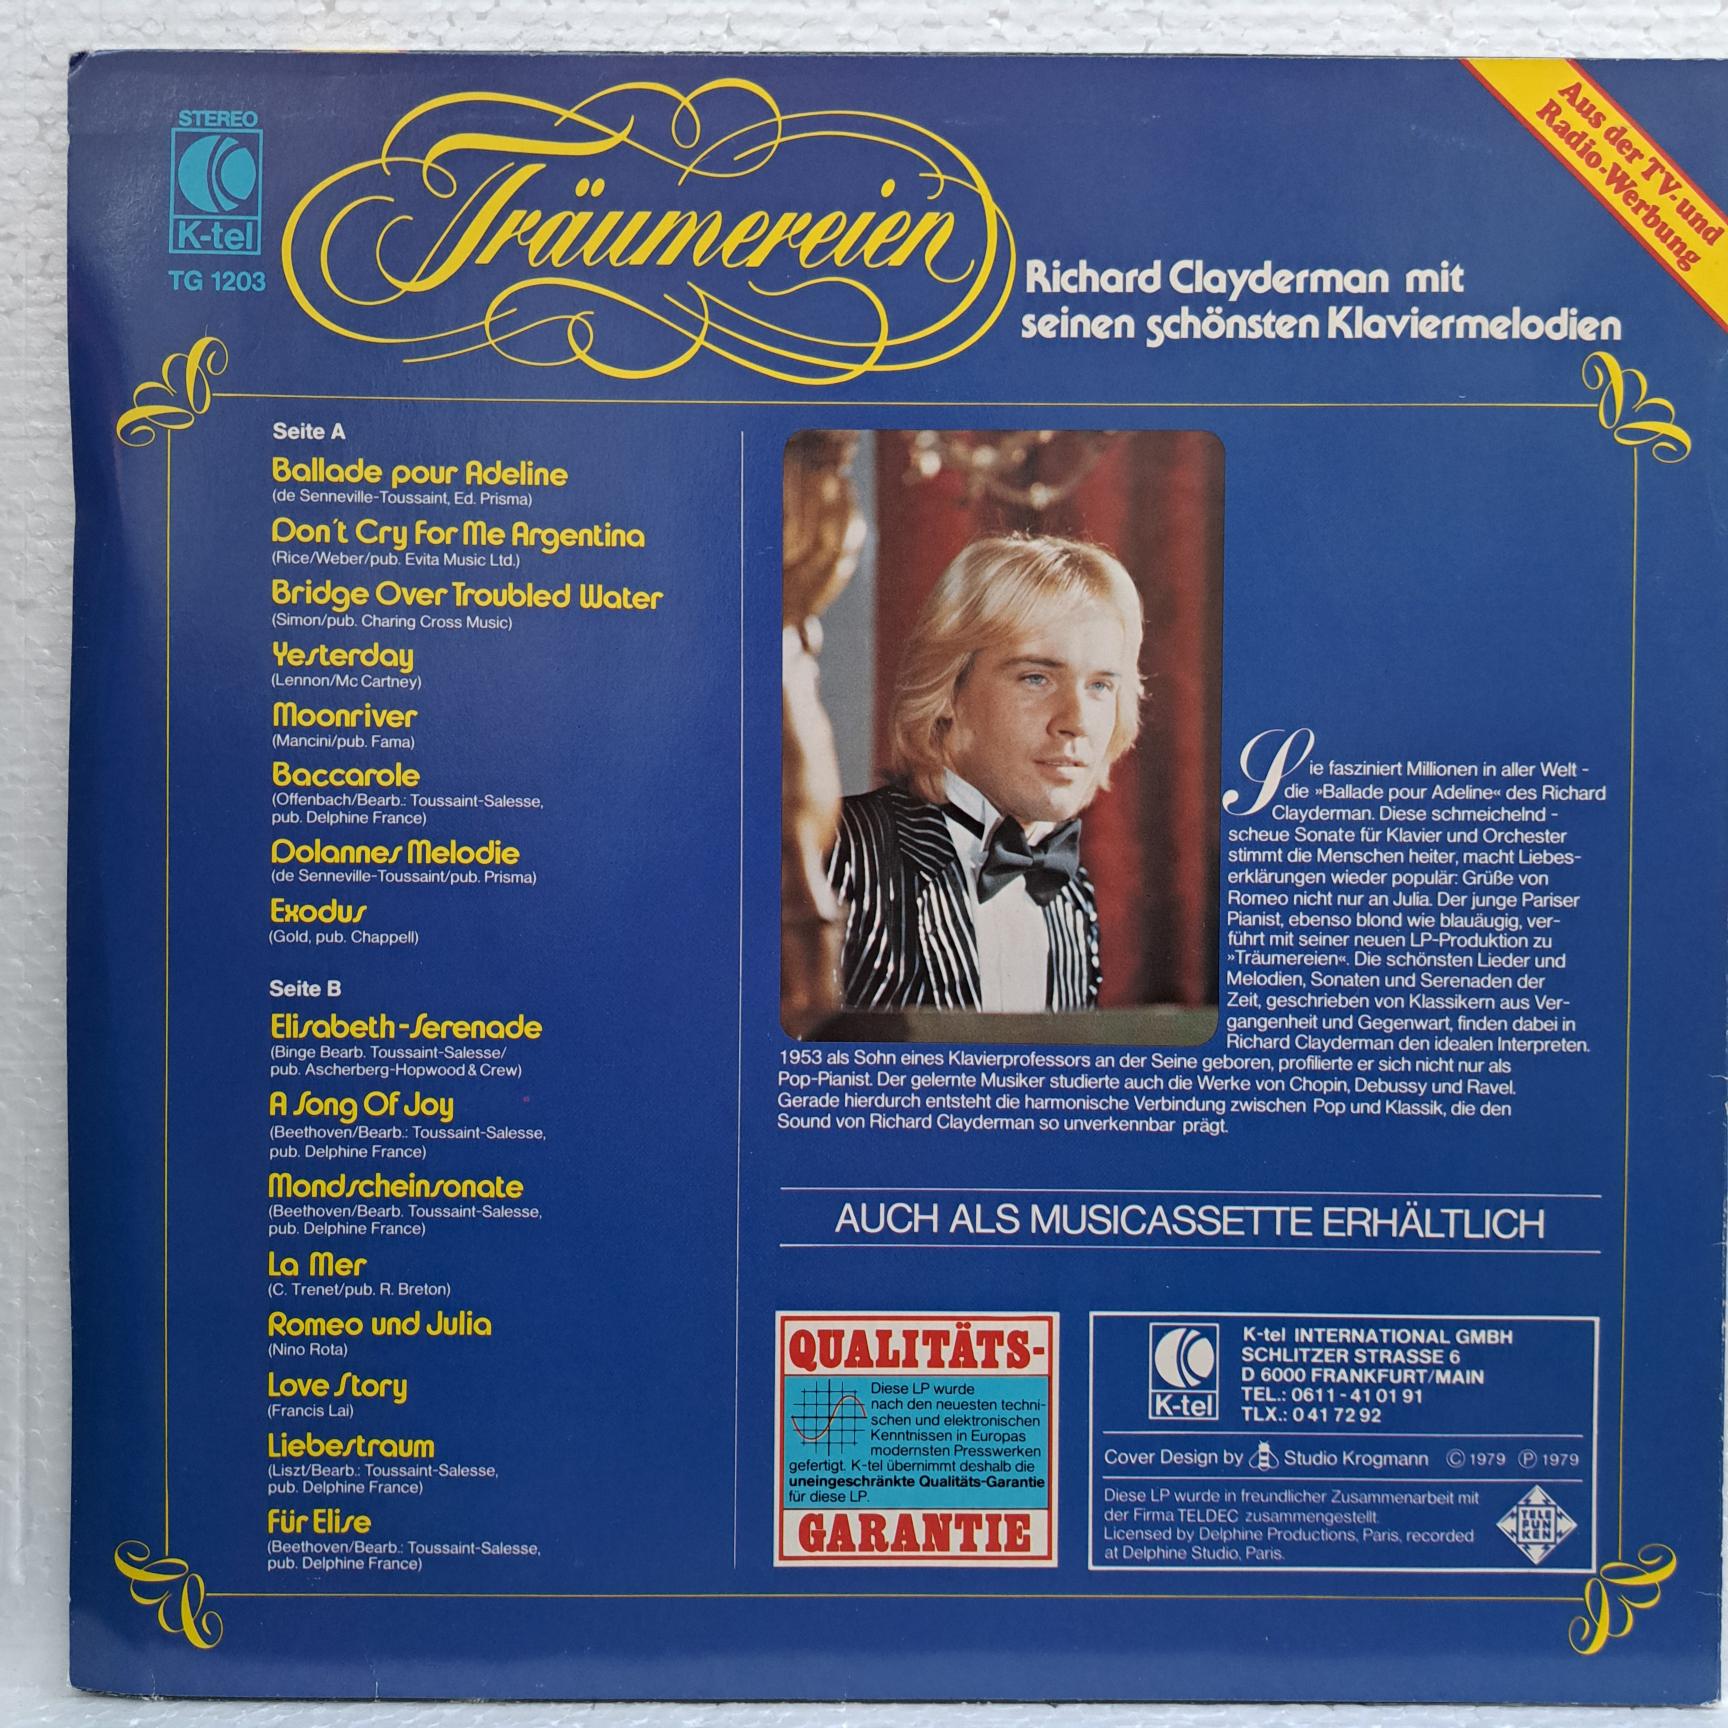 STEREO
K-tel
TG 1203
Träumereien
Richard Clayderman mit
seinen schönsten Klaviermelodien
Aus der TV- und
Radio-Werbung
Seite A
Ballade pour Adeline
(de Senneville-Toussaint, Ed. Prisma)
Don't Cry For Me Argentina
(Rice/Weber/pub. Evita Music Ltd.)
Bridge Over Troubled Water
(Simon/pub. Charing Cross Music)
Yesterday
(Lennon/Mc Cartney)
Moonriver
(Mancini/pub. Fama)
Baccarole
(Offenbach/Bearb.: Toussaint-Salesse,
pub. Delphine France)
Dolannes Melodie
(de Senneville-Toussaint/pub. Prisma)
Exodus
(Gold, pub. Chappell)
Seite B
Elisabeth-Serenade
(Binge Bearb. Toussaint-Salesse/
pub. Ascherberg-Hopwood & Crew)
A Song Of Joy
(Beethoven/Bearb.: Toussaint-Salesse,
pub. Delphine France)
Mondscheinsonate
(Beethoven/Bearb. Toussaint-Salesse,
pub. Delphine France)
La Mer
(C. Trenet/pub. R. Breton)
Romeo und Julia
(Nino Rota)
Love Story
(Francis Lai)
Liebestraum
(Liszt/Bearb.: Toussaint-Salesse,
pub. Delphine France)
Für Elise
(Beethoven/Bearb.: Toussaint-Salesse,
pub. Delphine France)
Sie fasziniert Millionen in aller Welt -
die »Ballade pour Adeline« des Richard
Clayderman. Diese schmeichelnd -
scheue Sonate für Klavier und Orchester
stimmt die Menschen heiter, macht Liebes-
erklärungen wieder populär: Grüße von
Romeo nicht nur an Julia. Der junge Pariser
Pianist, ebenso blond wie blauäugig, ver-
führt mit seiner neuen LP-Produktion zu
»Träumereien«. Die schönsten Lieder und
Melodien, Sonaten und Serenaden der
Zeit, geschrieben von Klassikern aus Ver-
gangenheit und Gegenwart, finden dabei in
Richard Clayderman den idealen Interpreten.
1953 als Sohn eines Klavierprofessors an der Seine geboren, profilierte er sich nicht nur als
Pop-Pianist. Der gelernte Musiker studierte auch die Werke von Chopin, Debussy und Ravel.
Gerade hierdurch entsteht die harmonische Verbindung zwischen Pop und Klassik, die den
Sound von Richard Clayderman so unverkennbar prägt.
AUCH ALS MUSICASSETTE ERHÄLTLICH
QUALITÄTS-
Diese LP wurde
nach den neuesten techni-
schen und elektronischen
Kenntnissen in Europas
modernsten Presswerken
gefertigt. K-tel übernimmt deshalb die
uneingeschränkte Qualitäts-Garantie
für diese LP.
GARANTIE
K-tel
K-tel INTERNATIONAL GMBH
SCHLITZER STRASSE 6
D 6000 FRANKFURT/MAIN
TEL.: 0611 - 41 01 91
TLX.: 0 41 72 92
Cover Design by Studio Krogmann © 1979 ℗ 1979
Diese LP wurde in freundlicher Zusammenarbeit mit
der Firma TELDEC zusammengestellt.
Licensed by Delphine Productions, Paris, recorded
at Delphine Studio, Paris.
TELE
FUN
KEN